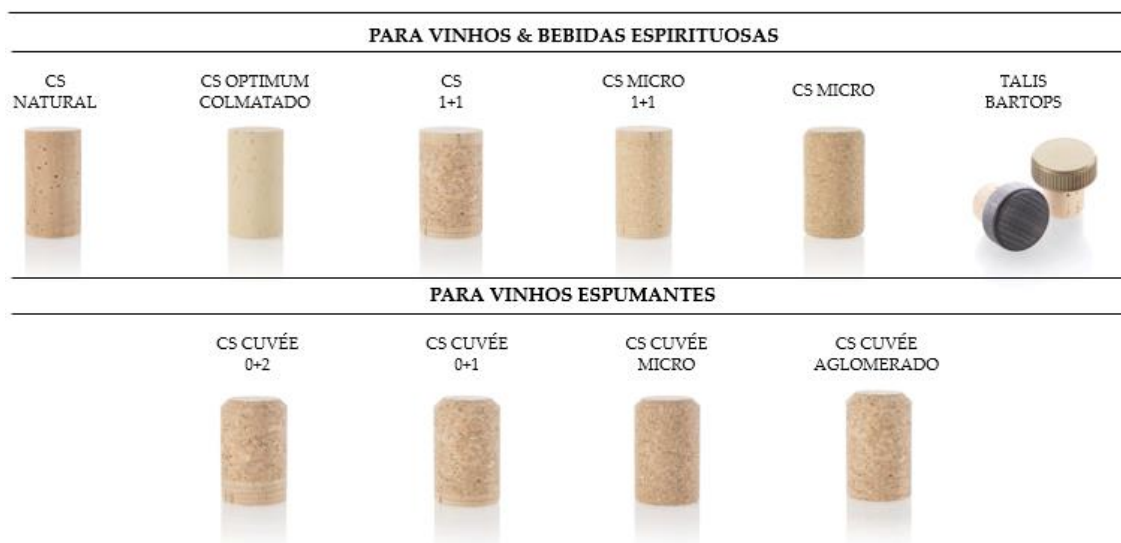 PARA VINHOS & BEBIDAS ESPIRITUOSAS
CS
NATURAL
CS OPTIMUM
COLMATADO
CS
1+1
CS MICRO
1+1
CS MICRO
TALIS
BARTOPS
PARA VINHOS ESPUMANTES
CS CUVÉE
0+2
CS CUVÉE
0+1
CS CUVÉE
MICRO
CS CUVÉE
AGLOMERADO